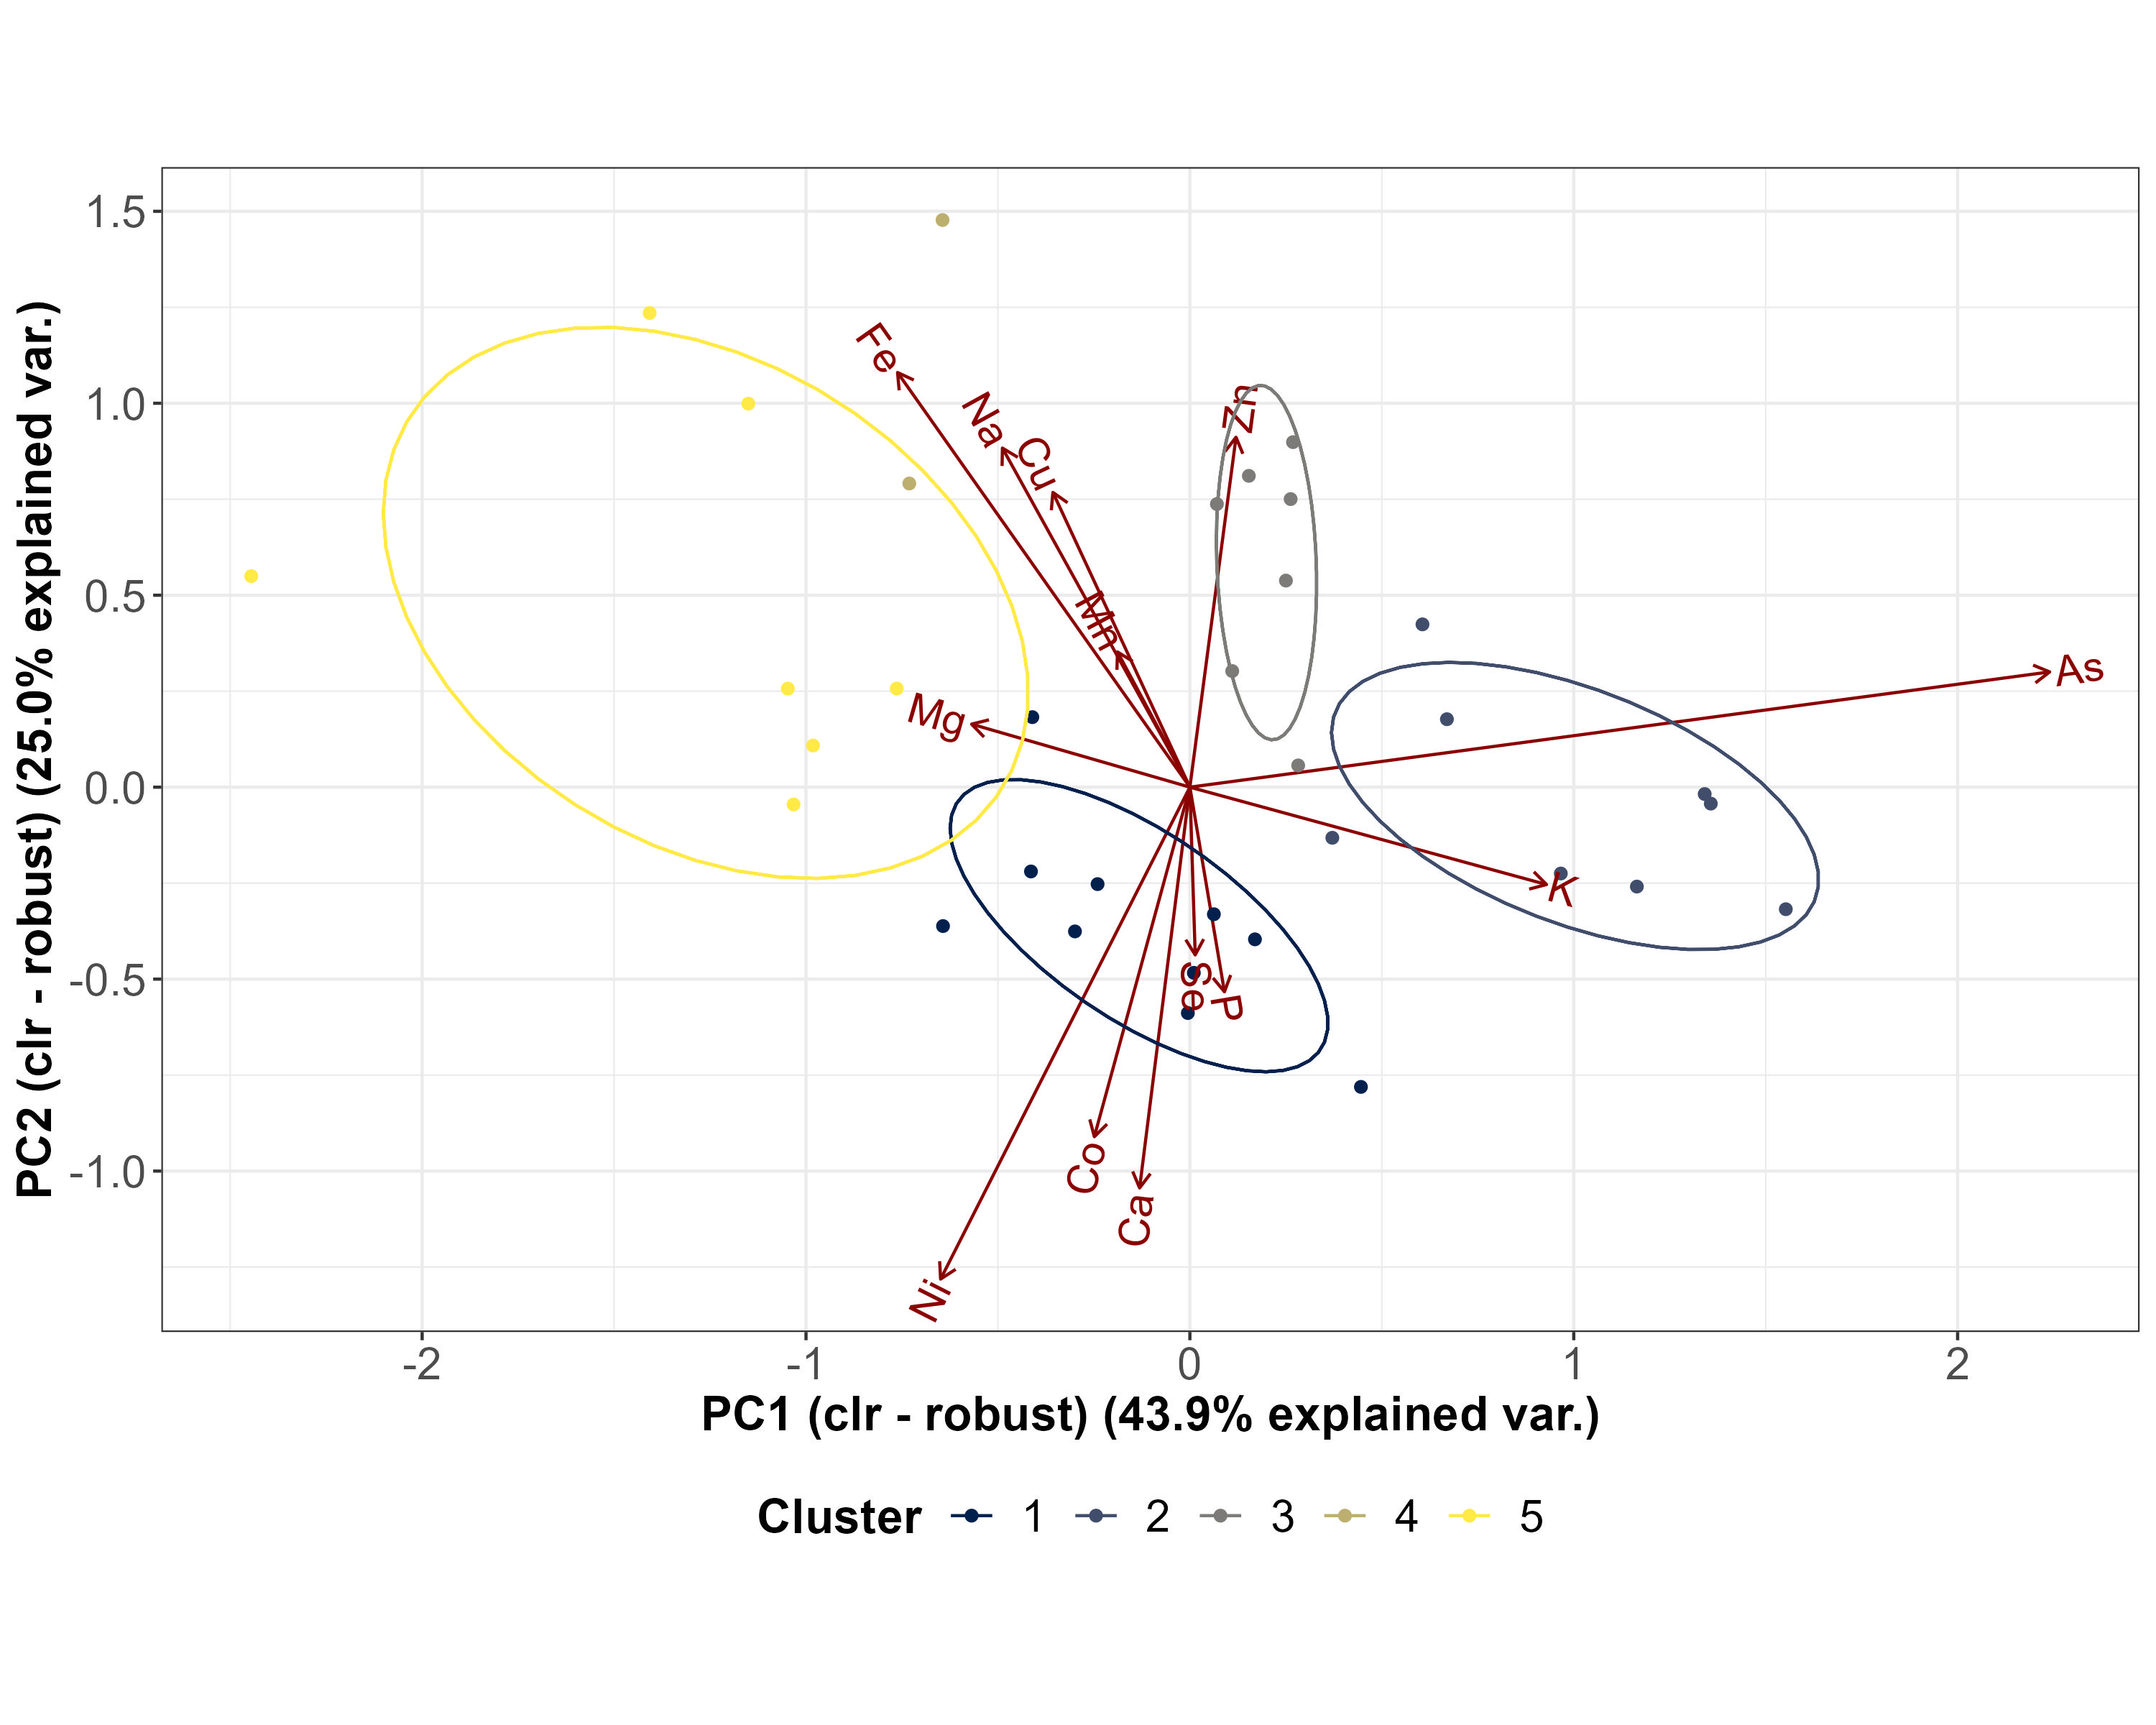 PC2 (clr - robust) (25.0% explained var.)
1.5
1.0
0.5
0.0
-0.5
-1.0
Fe
Na
Cu
Zn
Mn
Mg
As
K
Se
P
Co
Ca
Ni
-2
-1
0
1
2
PC1 (clr - robust) (43.9% explained var.)
Cluster 1 2 3 4 5